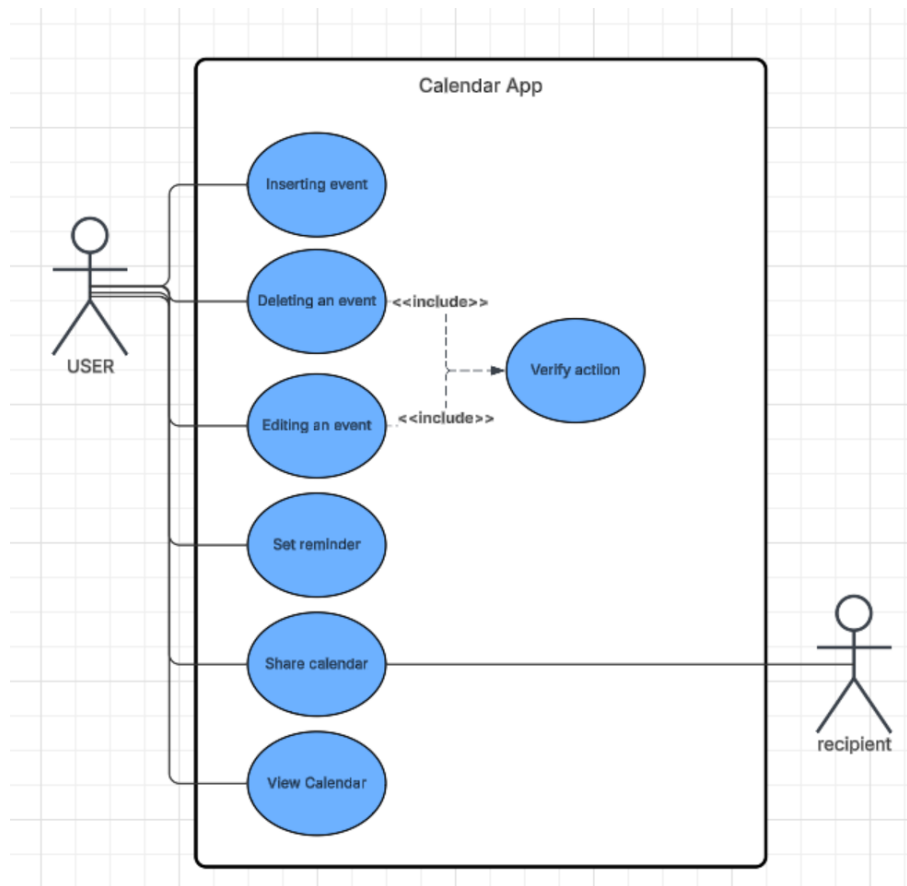 Calendar App
Inserting event
Deleting an event
<<include>>
USER
Verify actiion
Editing an event
<<include>>
Set reminder
Share calendar
recipient
View Calendar